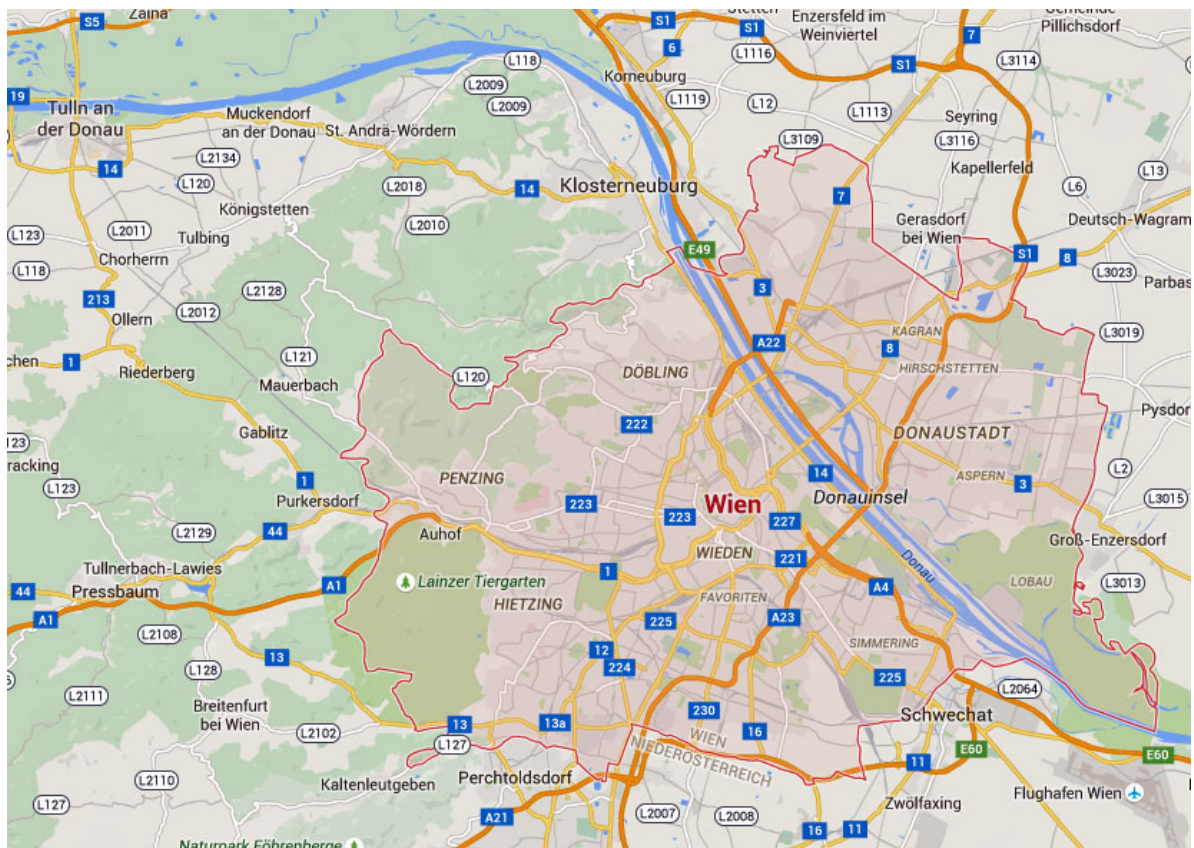 Zaina
S5
Stetten
S1
S1
Enzersfeld im
Weinviertel
7
Gemeinde
Pillichsdorf
L118
6
L1116
S1
L3114
19
L2009
L2009
Korneuburg
L1119
L12
L1113
Tulln an
der Donau
Muckendorf
an der Donau
St. Andrä-Wördern
Seyring
L3109
L3116
14
L2134
L120
L2018
14
Klosterneuburg
7
Kapellerfeld
L13
L6
Königstetten
L2010
Gerasdorf
bei Wien
Deutsch-Wagram
L123
L2011
Tulbing
E49
S1
8
L118
Chorherrn
L3023
Parbas
213
L2128
3
L2012
Ollern
KAGRAN
L3019
1
L121
A22
8
Riederberg
Mauerbach
L120
DÖBLING
HIRSCHSTETTEN
Pysdor
222
Gablitz
DONAUSTADT
L123
PENZING
14
L2
1
ASPERN
3
Purkersdorf
223
223
Wien
Donauinsel
L3015
L2129
44
Auhof
227
Groß-Enzersdorf
Tullnerbach-Lawies
WIEDEN
221
Donau
LOBAU
L3013
44
Pressbaum
A1
Lainzer Tiergarten
1
A4
A1
HIETZING
FAVORITEN
A23
L2108
225
SIMMERING
13
12
224
L128
225
L2111
L2064
Breitenfurt
bei Wien
230
Schwechat
13
13a
16
L2102
WIEN
NIEDERÖSTERREICH
L127
E60
E60
11
L2110
Kaltenleutgeben
Perchtoldsdorf
Zwölfaxing
Flughafen Wien
L127
A21
L2007
L2008
16
11
Naturpark Föhrenberge